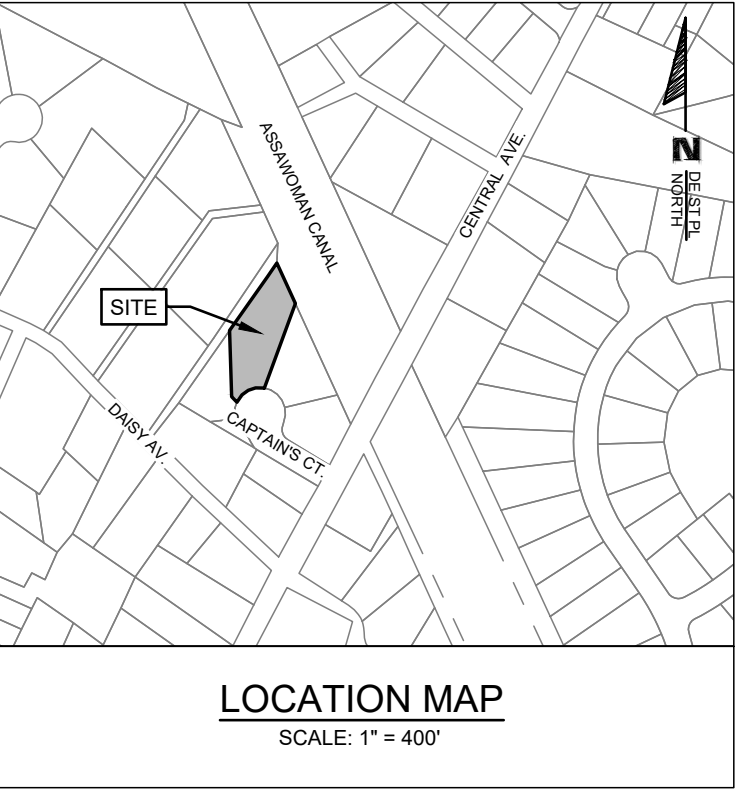 ASSAWOMAN CANAL
CENTRAL AVE.
N
DE ST PL
NORTH
SITE
DAISY AV.
CAPTAIN'S CT.
LOCATION MAP
SCALE: 1" = 400'